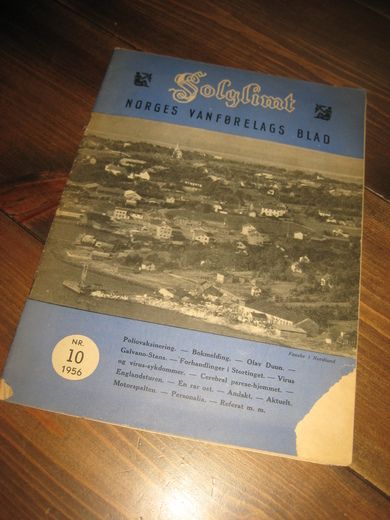 Solglimt
NORGES VANFØRELAGS BLAD
Fauske i Nordland
NR.
10
1956
Poliovaksinering. — Bokmelding. — Olav Duun. —
Galvano-Stens. — Forhandlinger i Stortinget. — Virus
og virus-sykdommer. — Cerebral parese-hjemmet. —
Englandsturen. — En rar ost. — Andakt. — Aktuelt.
Motorspalten. — Personalia. — Referat m. m.